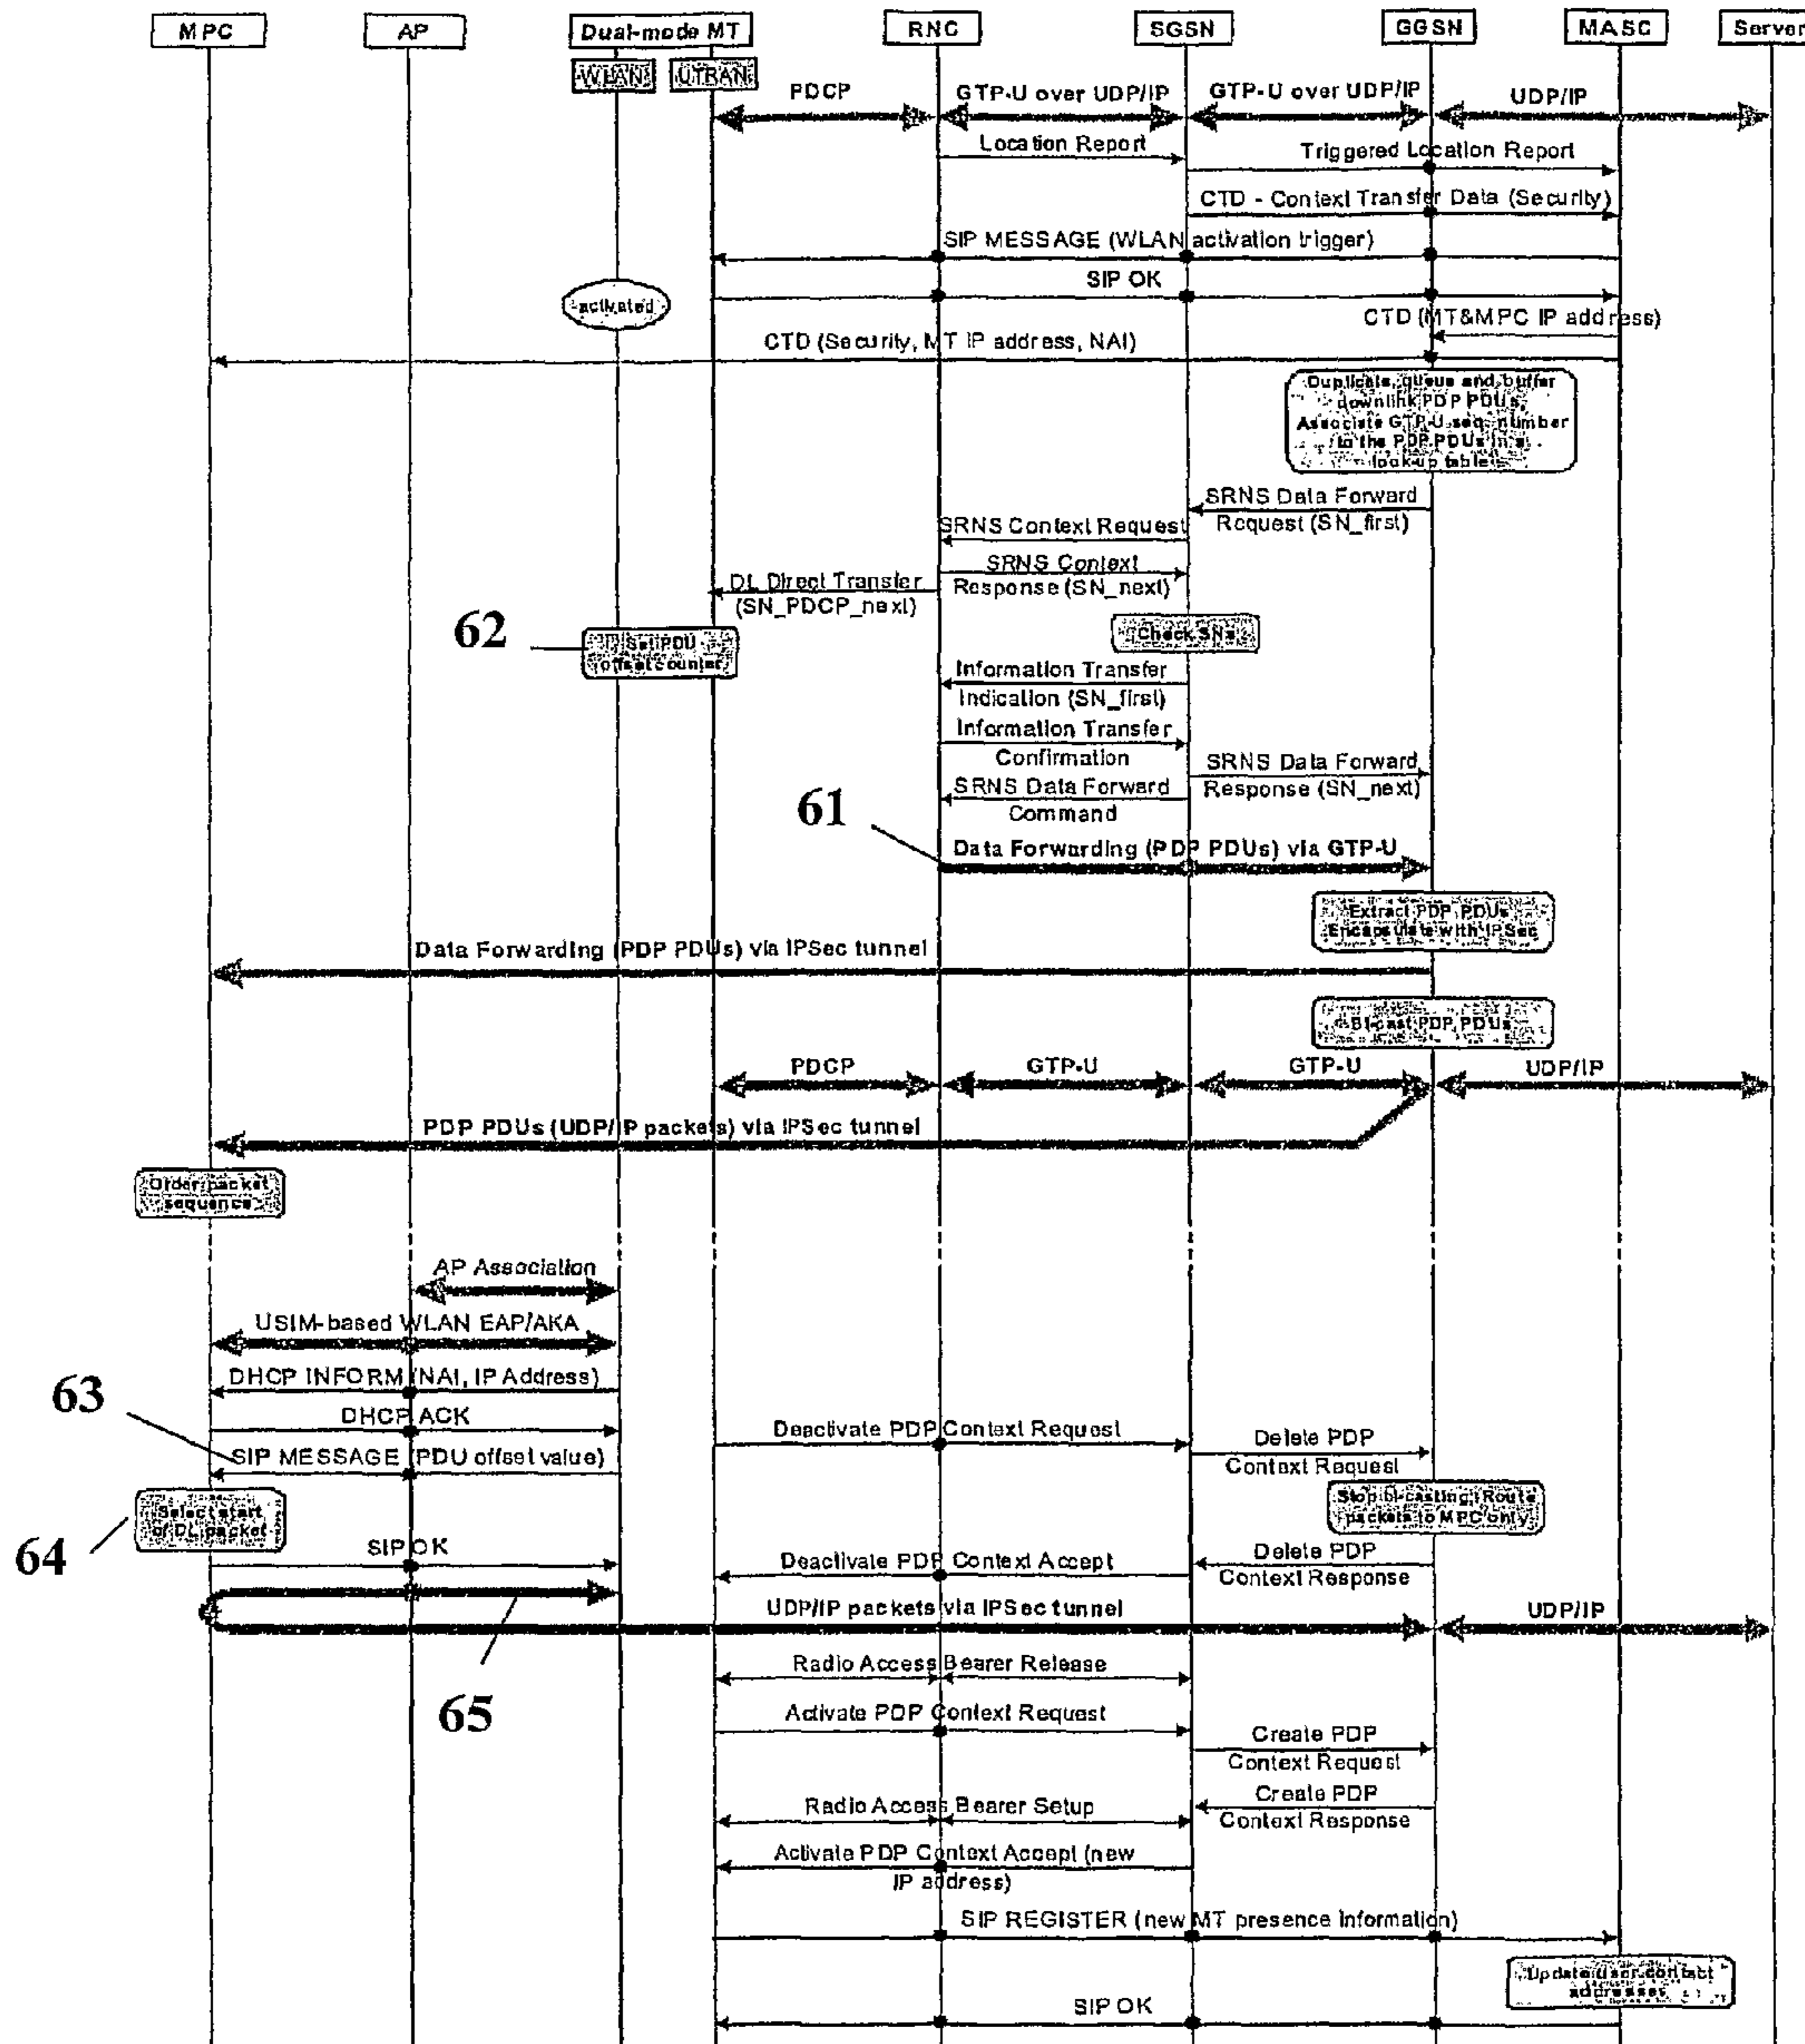 MPC
AP
Dual-mode MT
RNC
SGSN
GGSN
MASC
Server
WLAN
UTRAN
PDCP
GTP-U over UDP/IP
GTP-U over UDP/IP
UDP/IP
Location Report
Triggered Location Report
CTD - Context Transfer Data (Security)
SIP MESSAGE (WLAN activation trigger)
SIP OK
activated
CTD (MT&MPC IP address)
CTD (Security, MT IP address, NAI)
Duplicate, queue and buffer
downlink PDP PDUs,
Associate GTP-U seq. number
to the PDP PDUs in a
look-up table
SRNS Data Forward
Request (SN_first)
SRNS Context Request
SRNS Context
Response (SN_next)
DL Direct Transfer
(SN_PDCP_next)
62
Set PDU
offset counter
Check SNs
Information Transfer
Indication (SN_first)
Information Transfer
Confirmation
SRNS Data Forward
Response (SN_next)
SRNS Data Forward
Command
61
Data Forwarding (PDP PDUs) via GTP-U
Extract PDP PDUs
Encapsulate with IPSec
Data Forwarding (PDP PDUs) via IPSec tunnel
Bi-cast PDP PDUs
PDCP
GTP-U
GTP-U
UDP/IP
PDP PDUs (UDP/IP packets) via IPSec tunnel
Order packet
sequence
AP Association
USIM-based WLAN EAP/AKA
DHCP INFORM (NAI, IP Address)
63
DHCP ACK
Deactivate PDP Context Request
Delete PDP
Context Request
SIP MESSAGE (PDU offset value)
Select start
of DL packet
Stop bi-casting, Route
packets to MPC only
64
SIP OK
Deactivate PDP Context Accept
Delete PDP
Context Response
UDP/IP packets via IPSec tunnel
UDP/IP
65
Radio Access Bearer Release
Activate PDP Context Request
Create PDP
Context Request
Radio Access Bearer Setup
Create PDP
Context Response
Activate PDP Context Accept (new
IP address)
SIP REGISTER (new MT presence information)
Update user contact
addresses
SIP OK